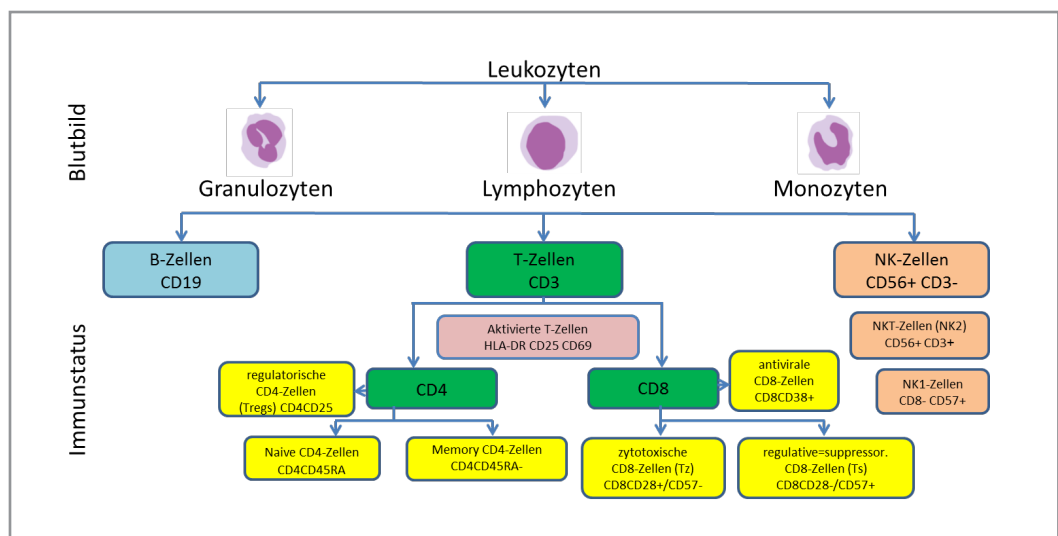 Leukozyten
Blutbild
Granulozyten
Lymphozyten
Monozyten
B-Zellen
CD19
T-Zellen
CD3
NK-Zellen
CD56+ CD3-
Immunstatus
Aktivierte T-Zellen
HLA-DR CD25 CD69
NKT-Zellen (NK2)
CD56+ CD3+
regulatorische
CD4-Zellen
(Tregs) CD4CD25
CD4
CD8
antivirale
CD8-Zellen
CD8CD38+
NK1-Zellen
CD8- CD57+
Naive CD4-Zellen
CD4CD45RA
Memory CD4-Zellen
CD4CD45RA-
zytotoxische
CD8-Zellen (Tz)
CD8CD28+/CD57-
regulative=suppressor.
CD8-Zellen (Ts)
CD8CD28-/CD57+